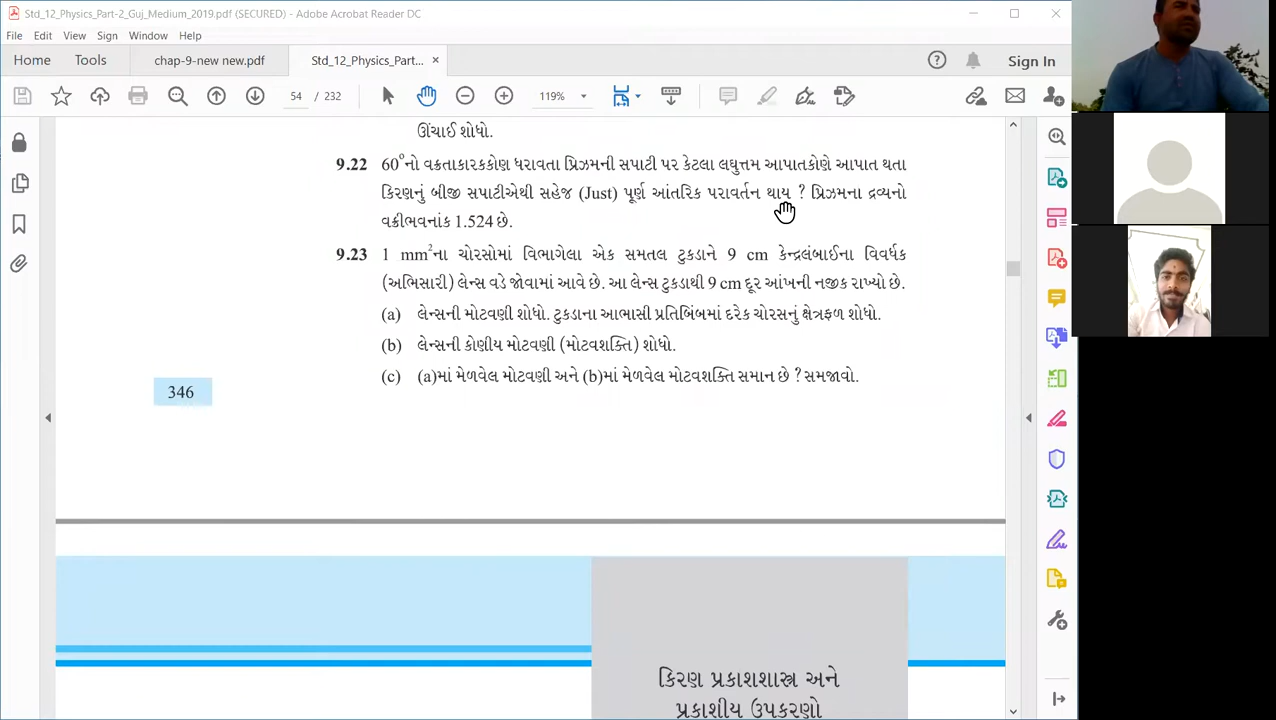 Std_12_Physics_Part-2_Guj_Medium_2019.pdf (SECURED) - Adobe Acrobat Reader DC
File Edit View Sign Window Help
Home Tools chap-9-new new.pdf Std_12_Physics_Part... × Sign In
54 / 232 119%
ઊંચાઈ શોધો.
9.22 60°નો વક્રતાકારકકોણ ધરાવતા પ્રિઝમની સપાટી પર કેટલા લઘુત્તમ આપાતકોણે આપાત થતા
કિરણનું બીજી સપાટીએથી સહેજ (Just) પૂર્ણ આંતરિક પરાવર્તન થાય ? પ્રિઝમના દ્રવ્યનો
વક્રીભવનાંક 1.524 છે.
9.23 1 mm²ના ચોરસોમાં વિભાગેલા એક સમતલ ટુકડાને 9 cm કેન્દ્રલંબાઈના વિવર્ધક
(અભિસારી) લેન્સ વડે જોવામાં આવે છે. આ લેન્સ ટુકડાથી 9 cm દૂર આંખની નજીક રાખ્યો છે.
(a) લેન્સની મોટવણી શોધો. ટુકડાના આભાસી પ્રતિબિંબમાં દરેક ચોરસનું ક્ષેત્રફળ શોધો.
(b) લેન્સની કોણીય મોટવણી (મોટવશક્તિ) શોધો.
(c) (a)માં મેળવેલ મોટવણી અને (b)માં મેળવેલ મોટવશક્તિ સમાન છે ? સમજાવો.
346
કિરણ પ્રકાશશાસ્ત્ર અને
પ્રકાશીય ઉપકરણો